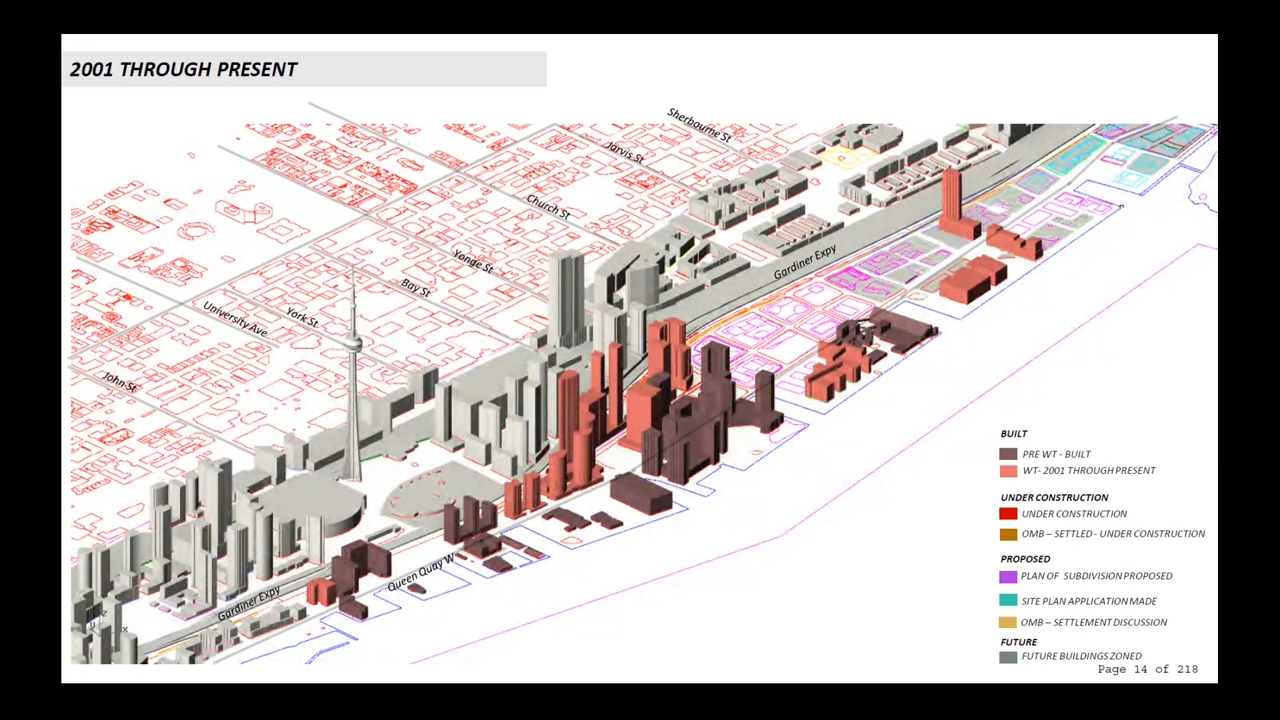 2001 THROUGH PRESENT
Sherbourne St
Jarvis St
Church St
Yonge St
Bay St
York St
University Ave
John St
Gardiner Expy
Queen Quay W
Gardiner Expy
BUILT
PRE WT - BUILT
WT- 2001 THROUGH PRESENT
UNDER CONSTRUCTION
UNDER CONSTRUCTION
OMB – SETTLED - UNDER CONSTRUCTION
PROPOSED
PLAN OF SUBDIVISION PROPOSED
SITE PLAN APPLICATION MADE
OMB – SETTLEMENT DISCUSSION
FUTURE
FUTURE BUILDINGS ZONED
Page 14 of 218